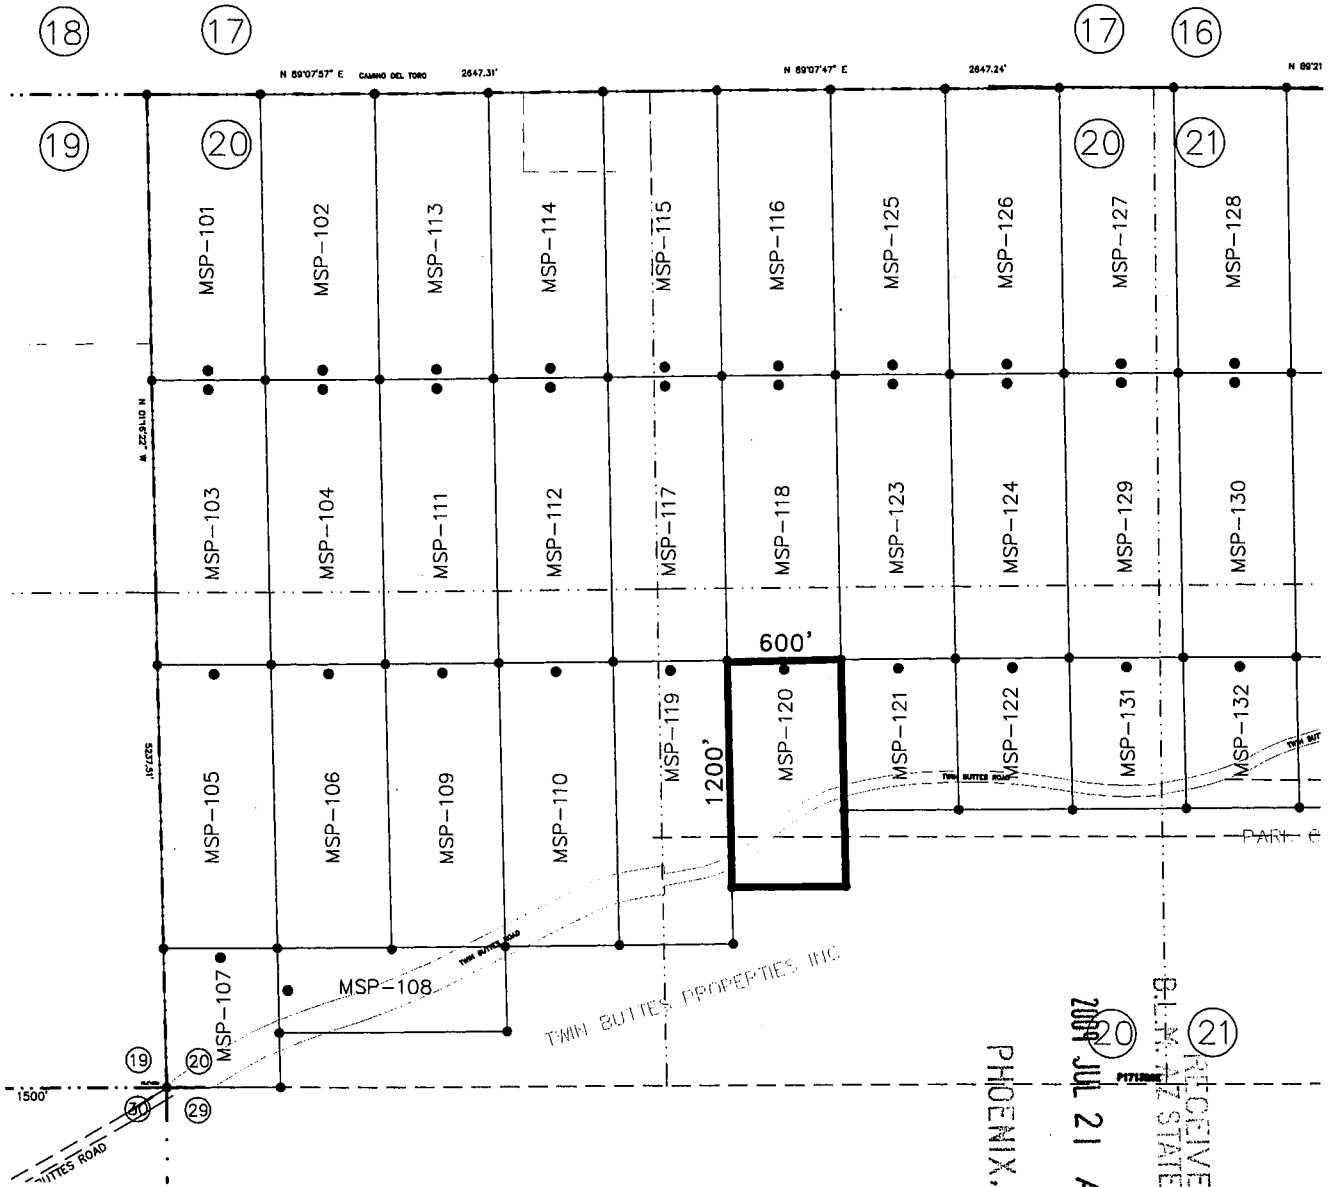 18
17
17
16
N 89°07'57" E
CAMINO DEL TORO
2647.31'
N 89°07'47" E
2647.24'
N 89°21
19
20
20
21
MSP-101
MSP-102
MSP-113
MSP-114
MSP-115
MSP-116
MSP-125
MSP-126
MSP-127
MSP-128
N 01°16'22" W
MSP-103
MSP-104
MSP-111
MSP-112
MSP-117
MSP-118
MSP-123
MSP-124
MSP-129
MSP-130
600'
5237.51
MSP-105
MSP-106
MSP-109
MSP-110
MSP-119
1200'
MSP-120
MSP-121
MSP-122
MSP-131
MSP-132
TWIN BUTTES ROAD
TWIN BUT
TWIN BUTTES ROAD
MSP-107
MSP-108
TWIN BUTTES PROPERTIES INC
20
21
19
20
30
29
1500'
BUTTES ROAD
RECEIVE
B.L.M. AZ STATE
2009 JUL 21 A
PHOENIX,